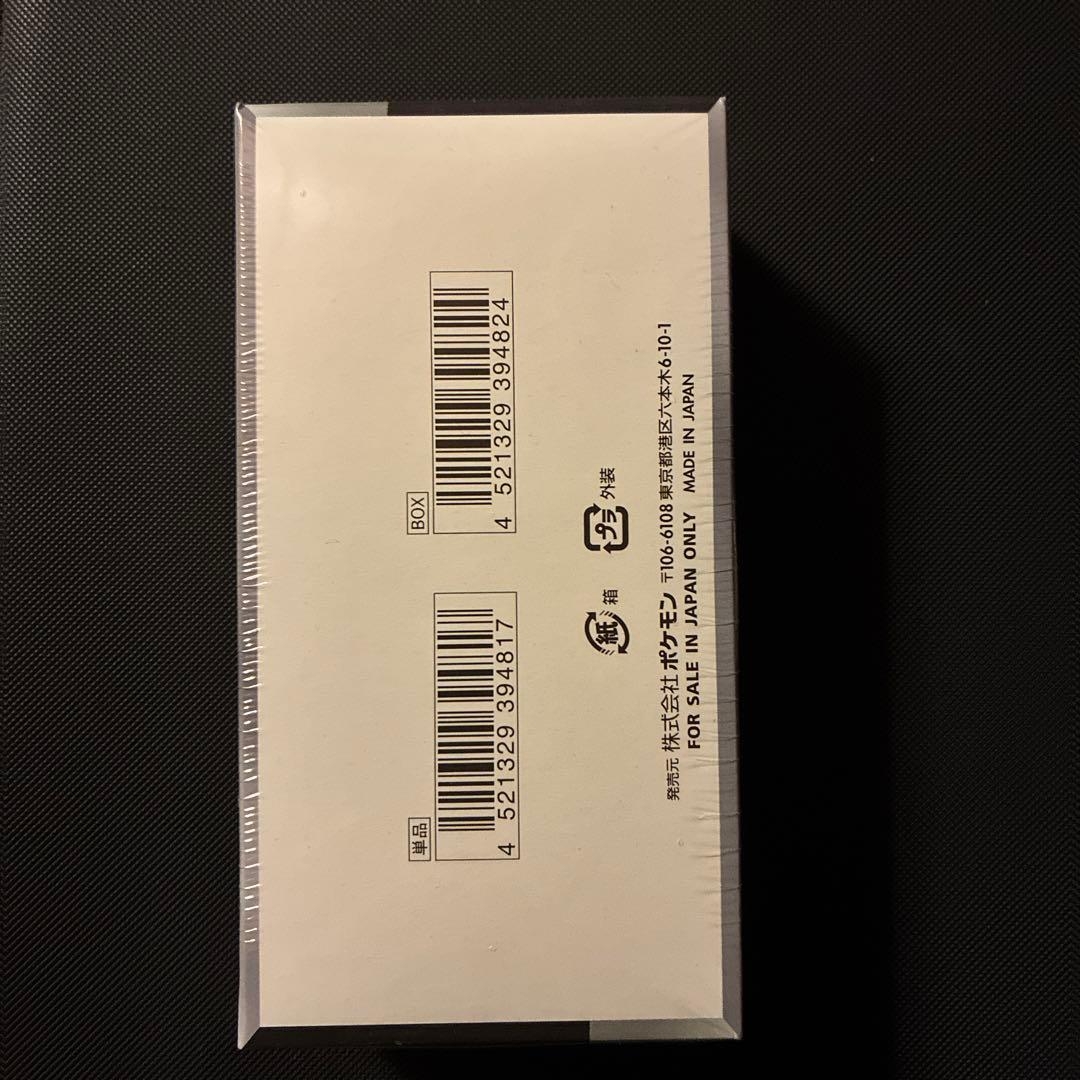 単品
4 521329 394817
BOX
4 521329 394824
紙 箱
プラ 外装
発売元 株式会社ポケモン 〒106-6108 東京都港区六本木6-10-1
FOR SALE IN JAPAN ONLY MADE IN JAPAN